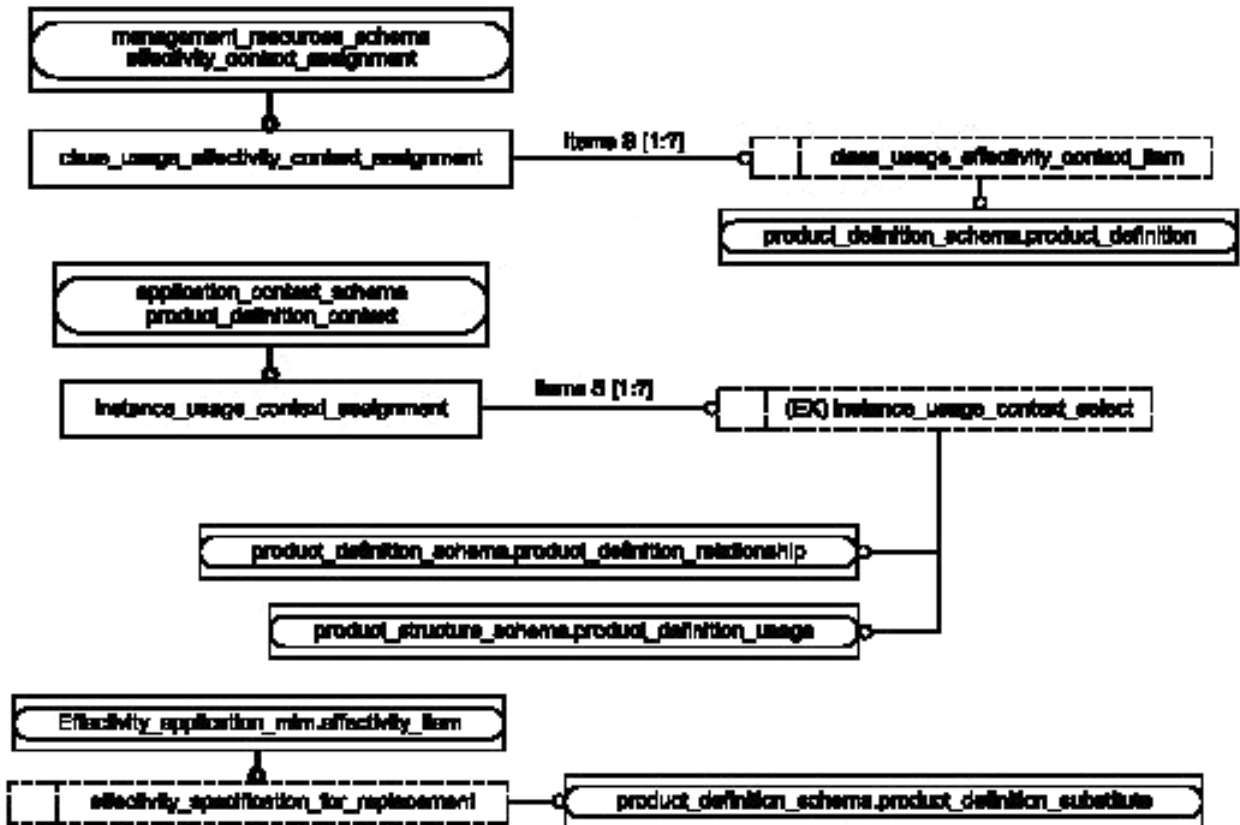 management_resources_schema
effectivity_context_assignment
class_usage_effectivity_context_assignment
items S [1:?]
class_usage_effectivity_context_item
product_definition_schema.product_definition
application_context_schema
product_definition_context
instance_usage_context_assignment
items S [1:?]
(EX) instance_usage_context_select
product_definition_schema.product_definition_relationship
product_structure_schema.product_definition_usage
Effectivity_application_mim.effectivity_item
effectivity_specification_for_replacement
product_definition_schema.product_definition_substitute